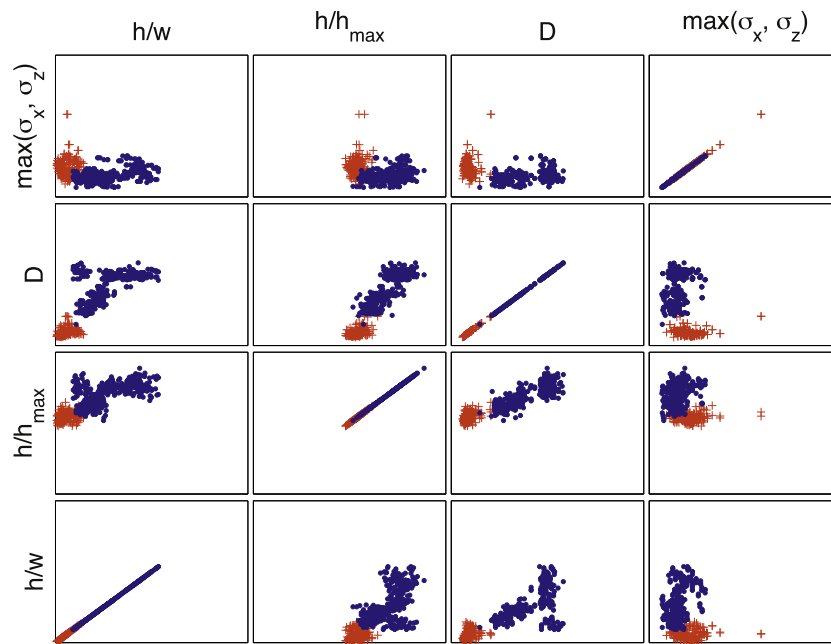 h/w
h/h_max
D
max(σ_x, σ_z)
max(σ_x, σ_z)
D
h/h_max
h/w